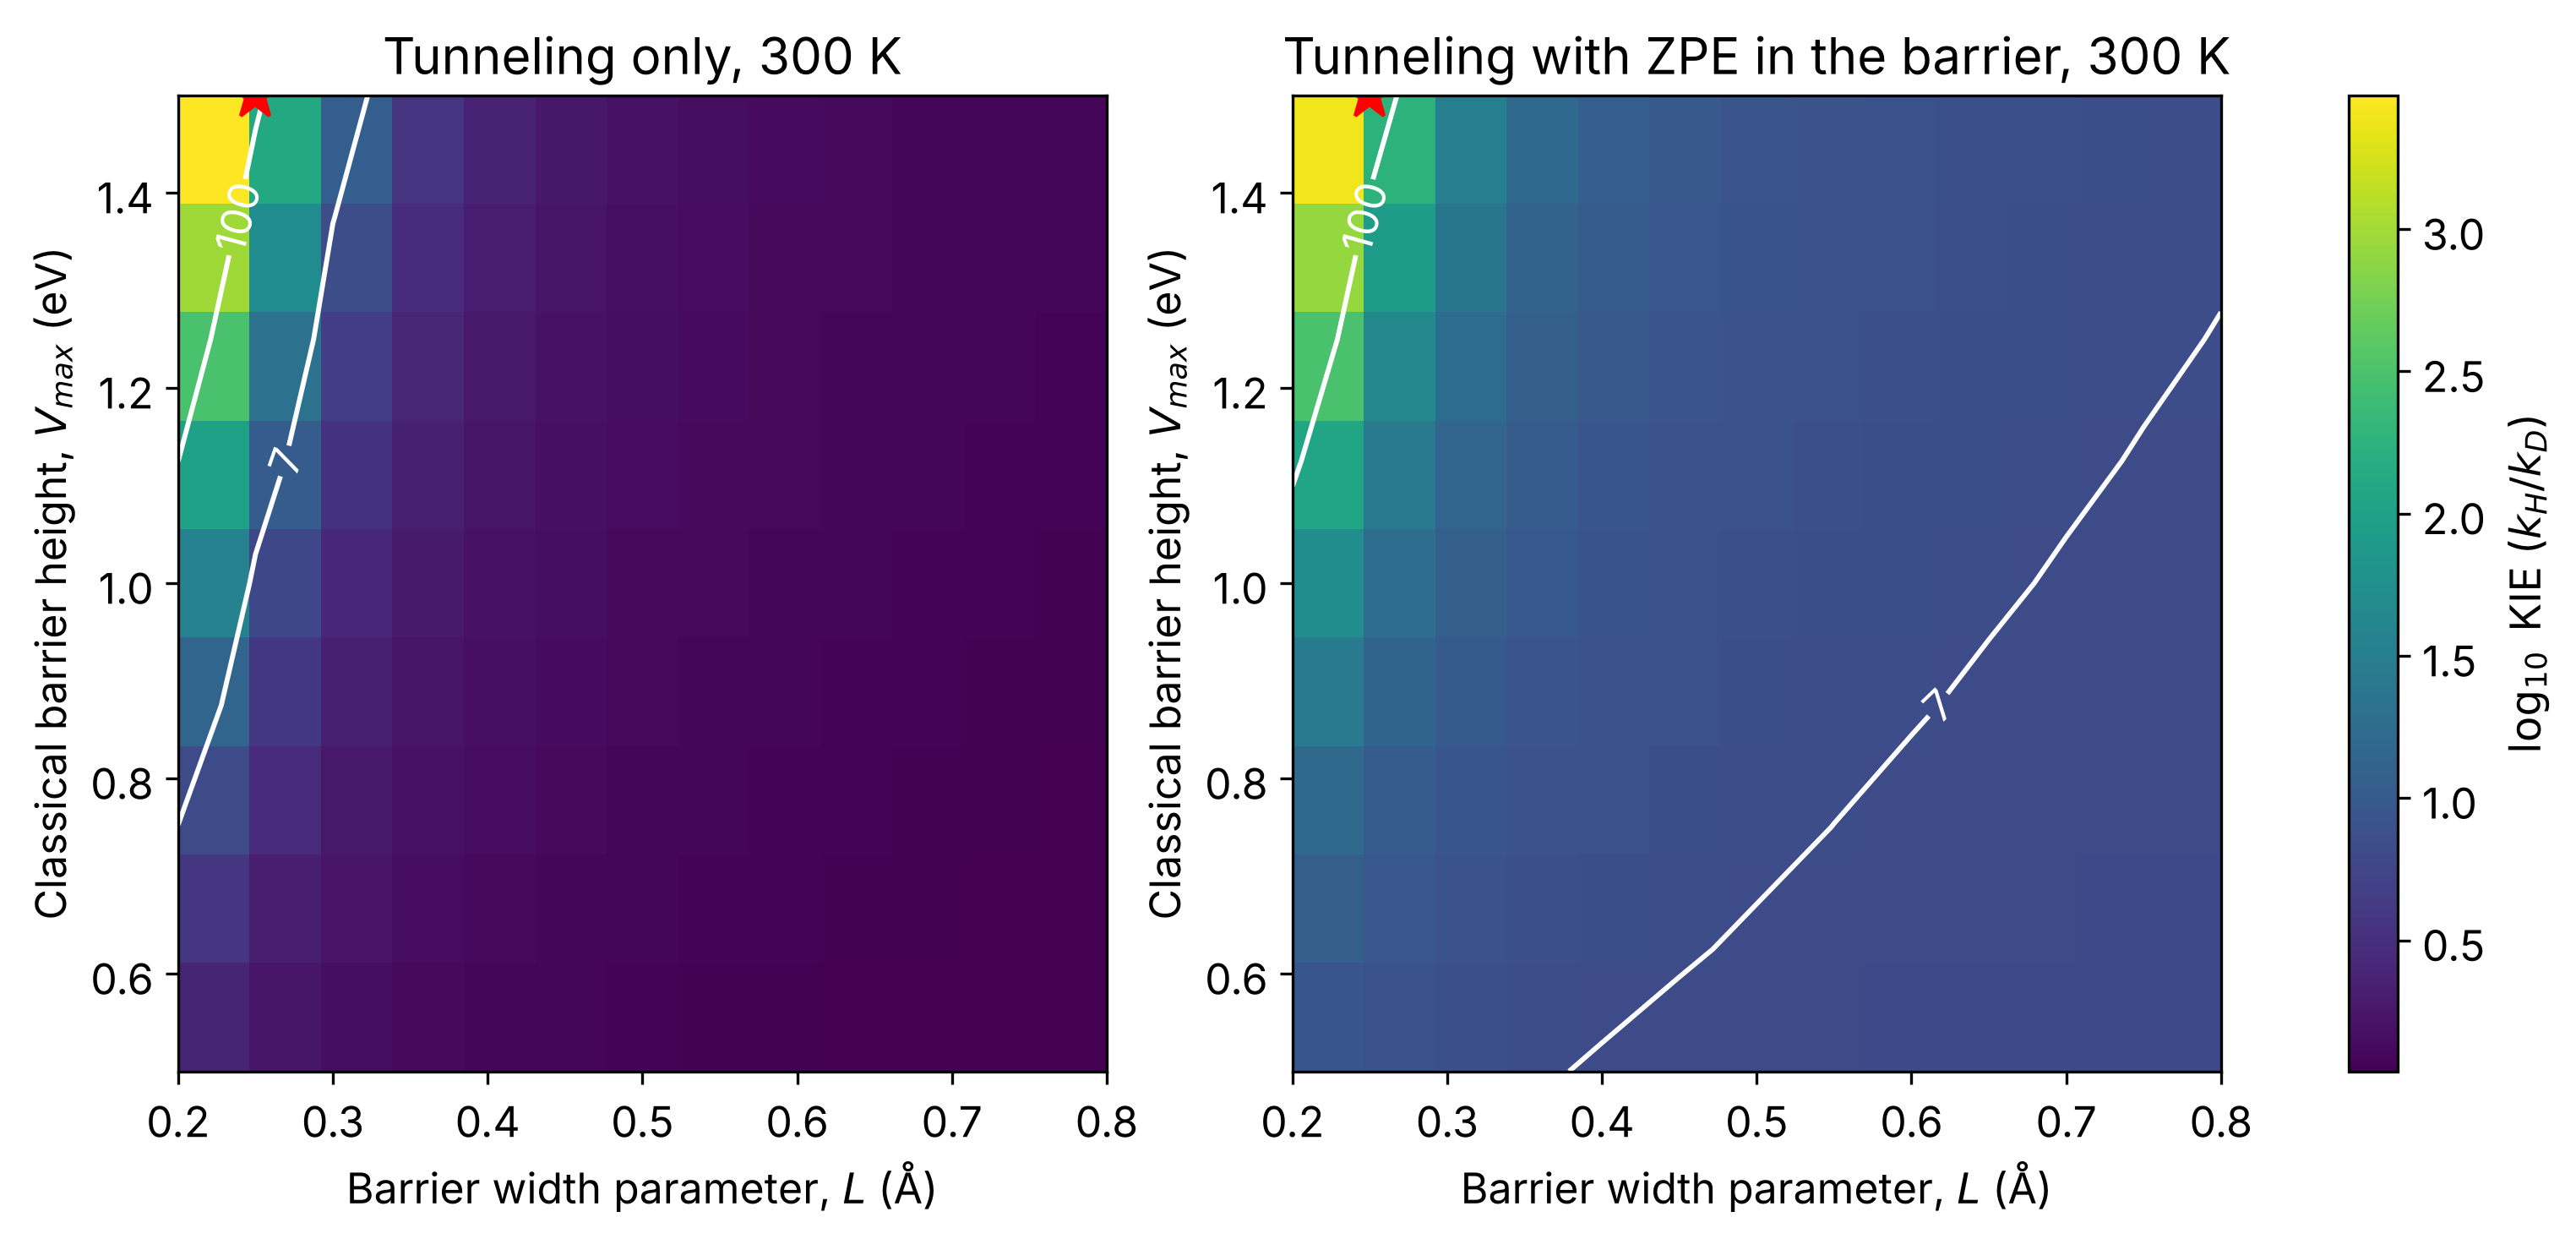 Tunneling only, 300 K
Classical barrier height, V_max (eV)
1.4
1.2
1.0
0.8
0.6
100
7
0.2 0.3 0.4 0.5 0.6 0.7 0.8
Barrier width parameter, L (Å)
Tunneling with ZPE in the barrier, 300 K
Classical barrier height, V_max (eV)
1.4
1.2
1.0
0.8
0.6
100
7
0.2 0.3 0.4 0.5 0.6 0.7 0.8
Barrier width parameter, L (Å)
3.0
2.5
2.0
1.5
1.0
0.5
log₁₀ KIE (k_H/k_D)